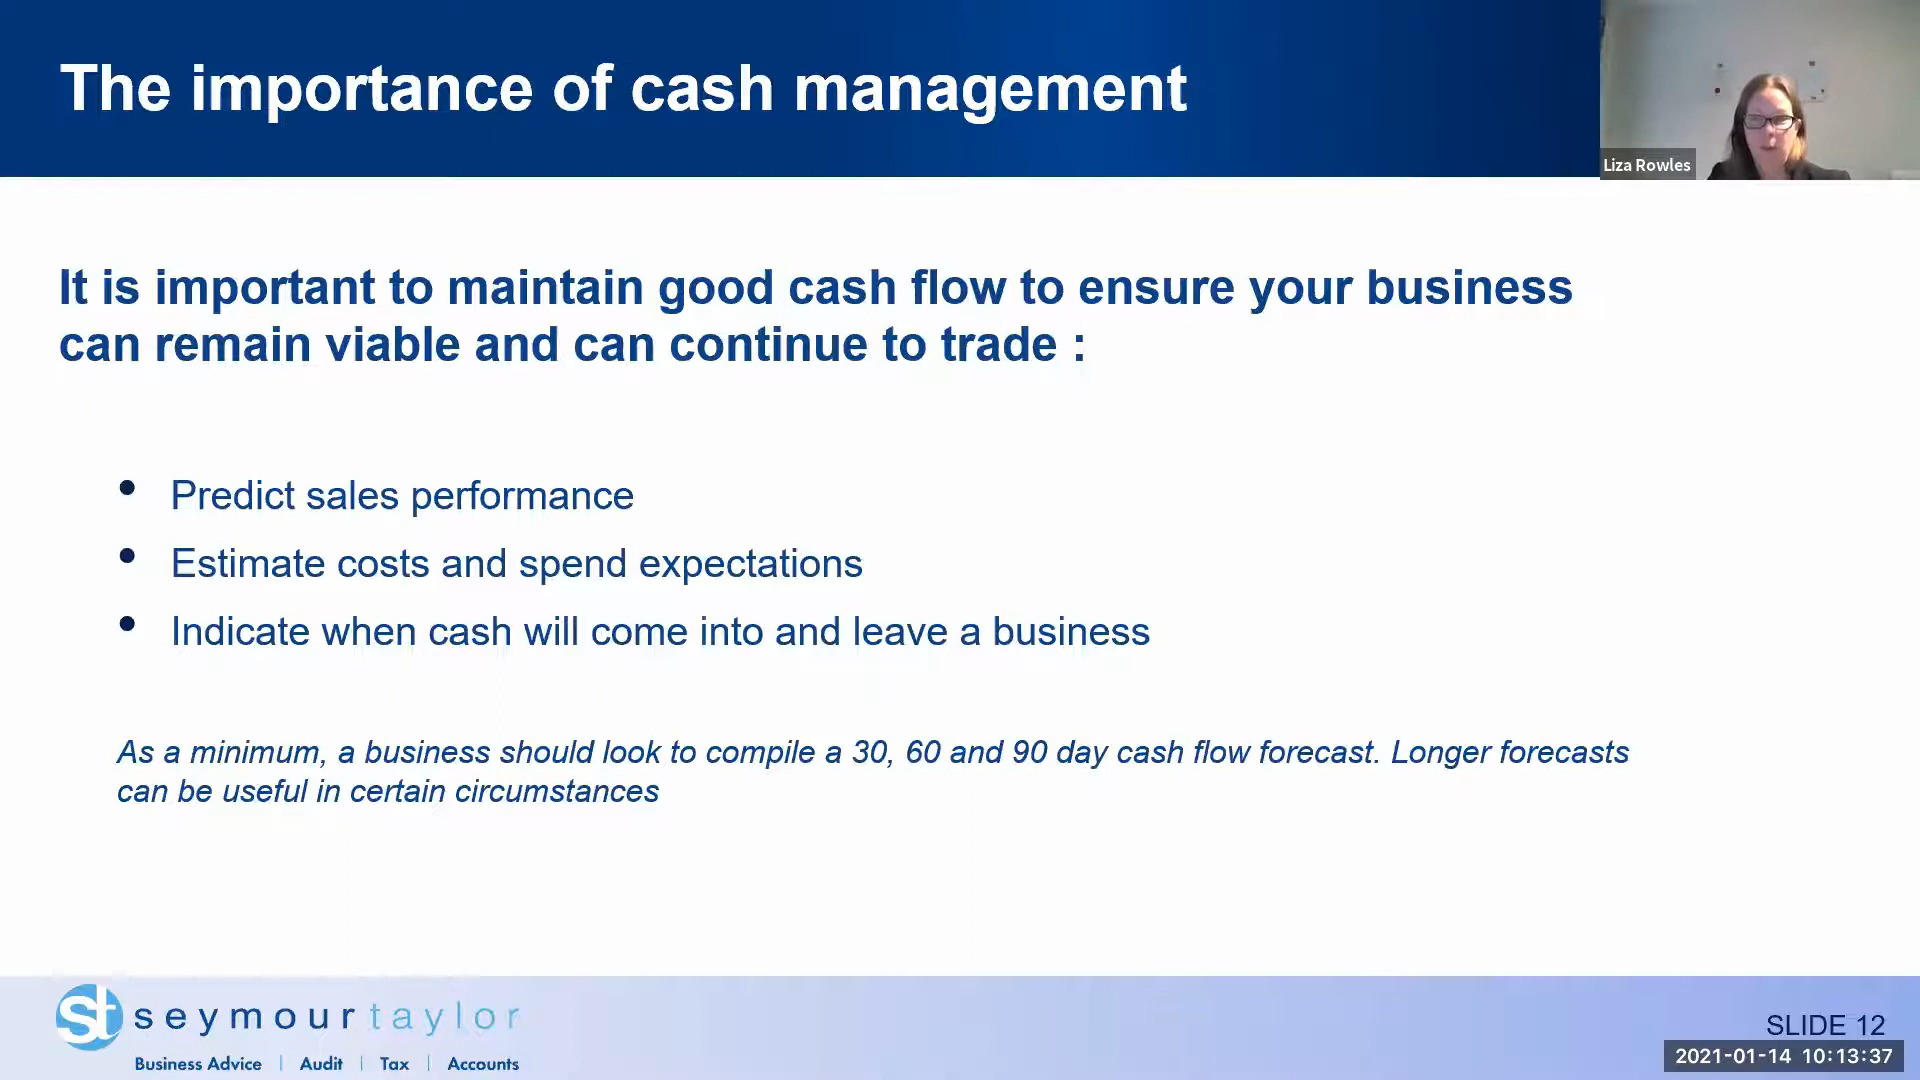 The importance of cash management
Liza Rowles
It is important to maintain good cash flow to ensure your business
can remain viable and can continue to trade :
• Predict sales performance
• Estimate costs and spend expectations
• Indicate when cash will come into and leave a business
As a minimum, a business should look to compile a 30, 60 and 90 day cash flow forecast. Longer forecasts
can be useful in certain circumstances
st seymourtaylor
Business Advice | Audit | Tax | Accounts
SLIDE 12
2021-01-14 10:13:37